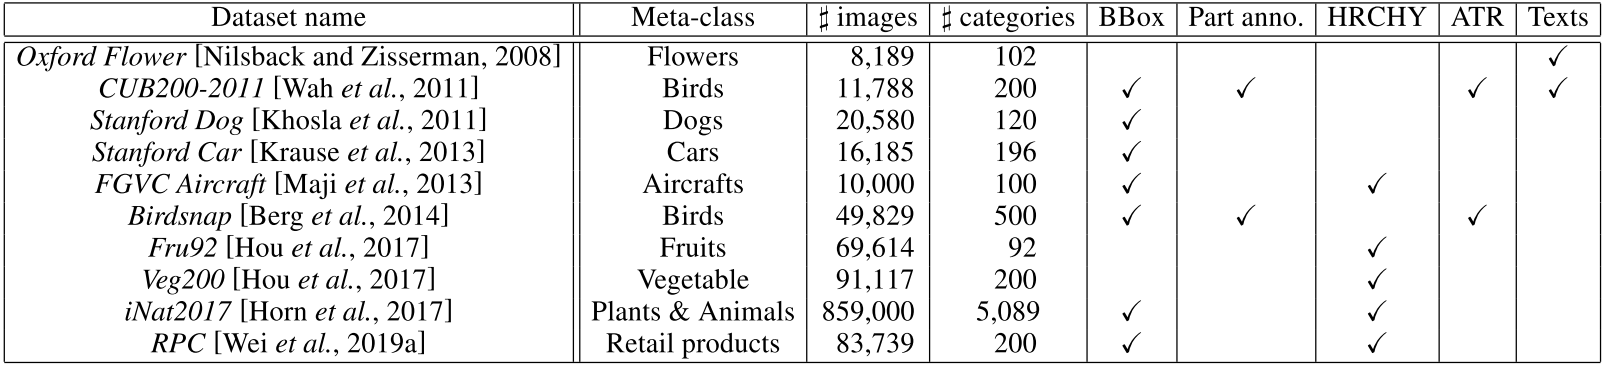 Dataset name Meta-class ♯ images ♯ categories BBox Part anno. HRCHY ATR Texts
Oxford Flower [Nilsback and Zisserman, 2008] Flowers 8,189 102 ✓
CUB200-2011 [Wah et al., 2011] Birds 11,788 200 ✓ ✓ ✓ ✓
Stanford Dog [Khosla et al., 2011] Dogs 20,580 120 ✓
Stanford Car [Krause et al., 2013] Cars 16,185 196 ✓
FGVC Aircraft [Maji et al., 2013] Aircrafts 10,000 100 ✓ ✓
Birdsnap [Berg et al., 2014] Birds 49,829 500 ✓ ✓ ✓
Fru92 [Hou et al., 2017] Fruits 69,614 92 ✓
Veg200 [Hou et al., 2017] Vegetable 91,117 200 ✓
iNat2017 [Horn et al., 2017] Plants & Animals 859,000 5,089 ✓ ✓
RPC [Wei et al., 2019a] Retail products 83,739 200 ✓ ✓